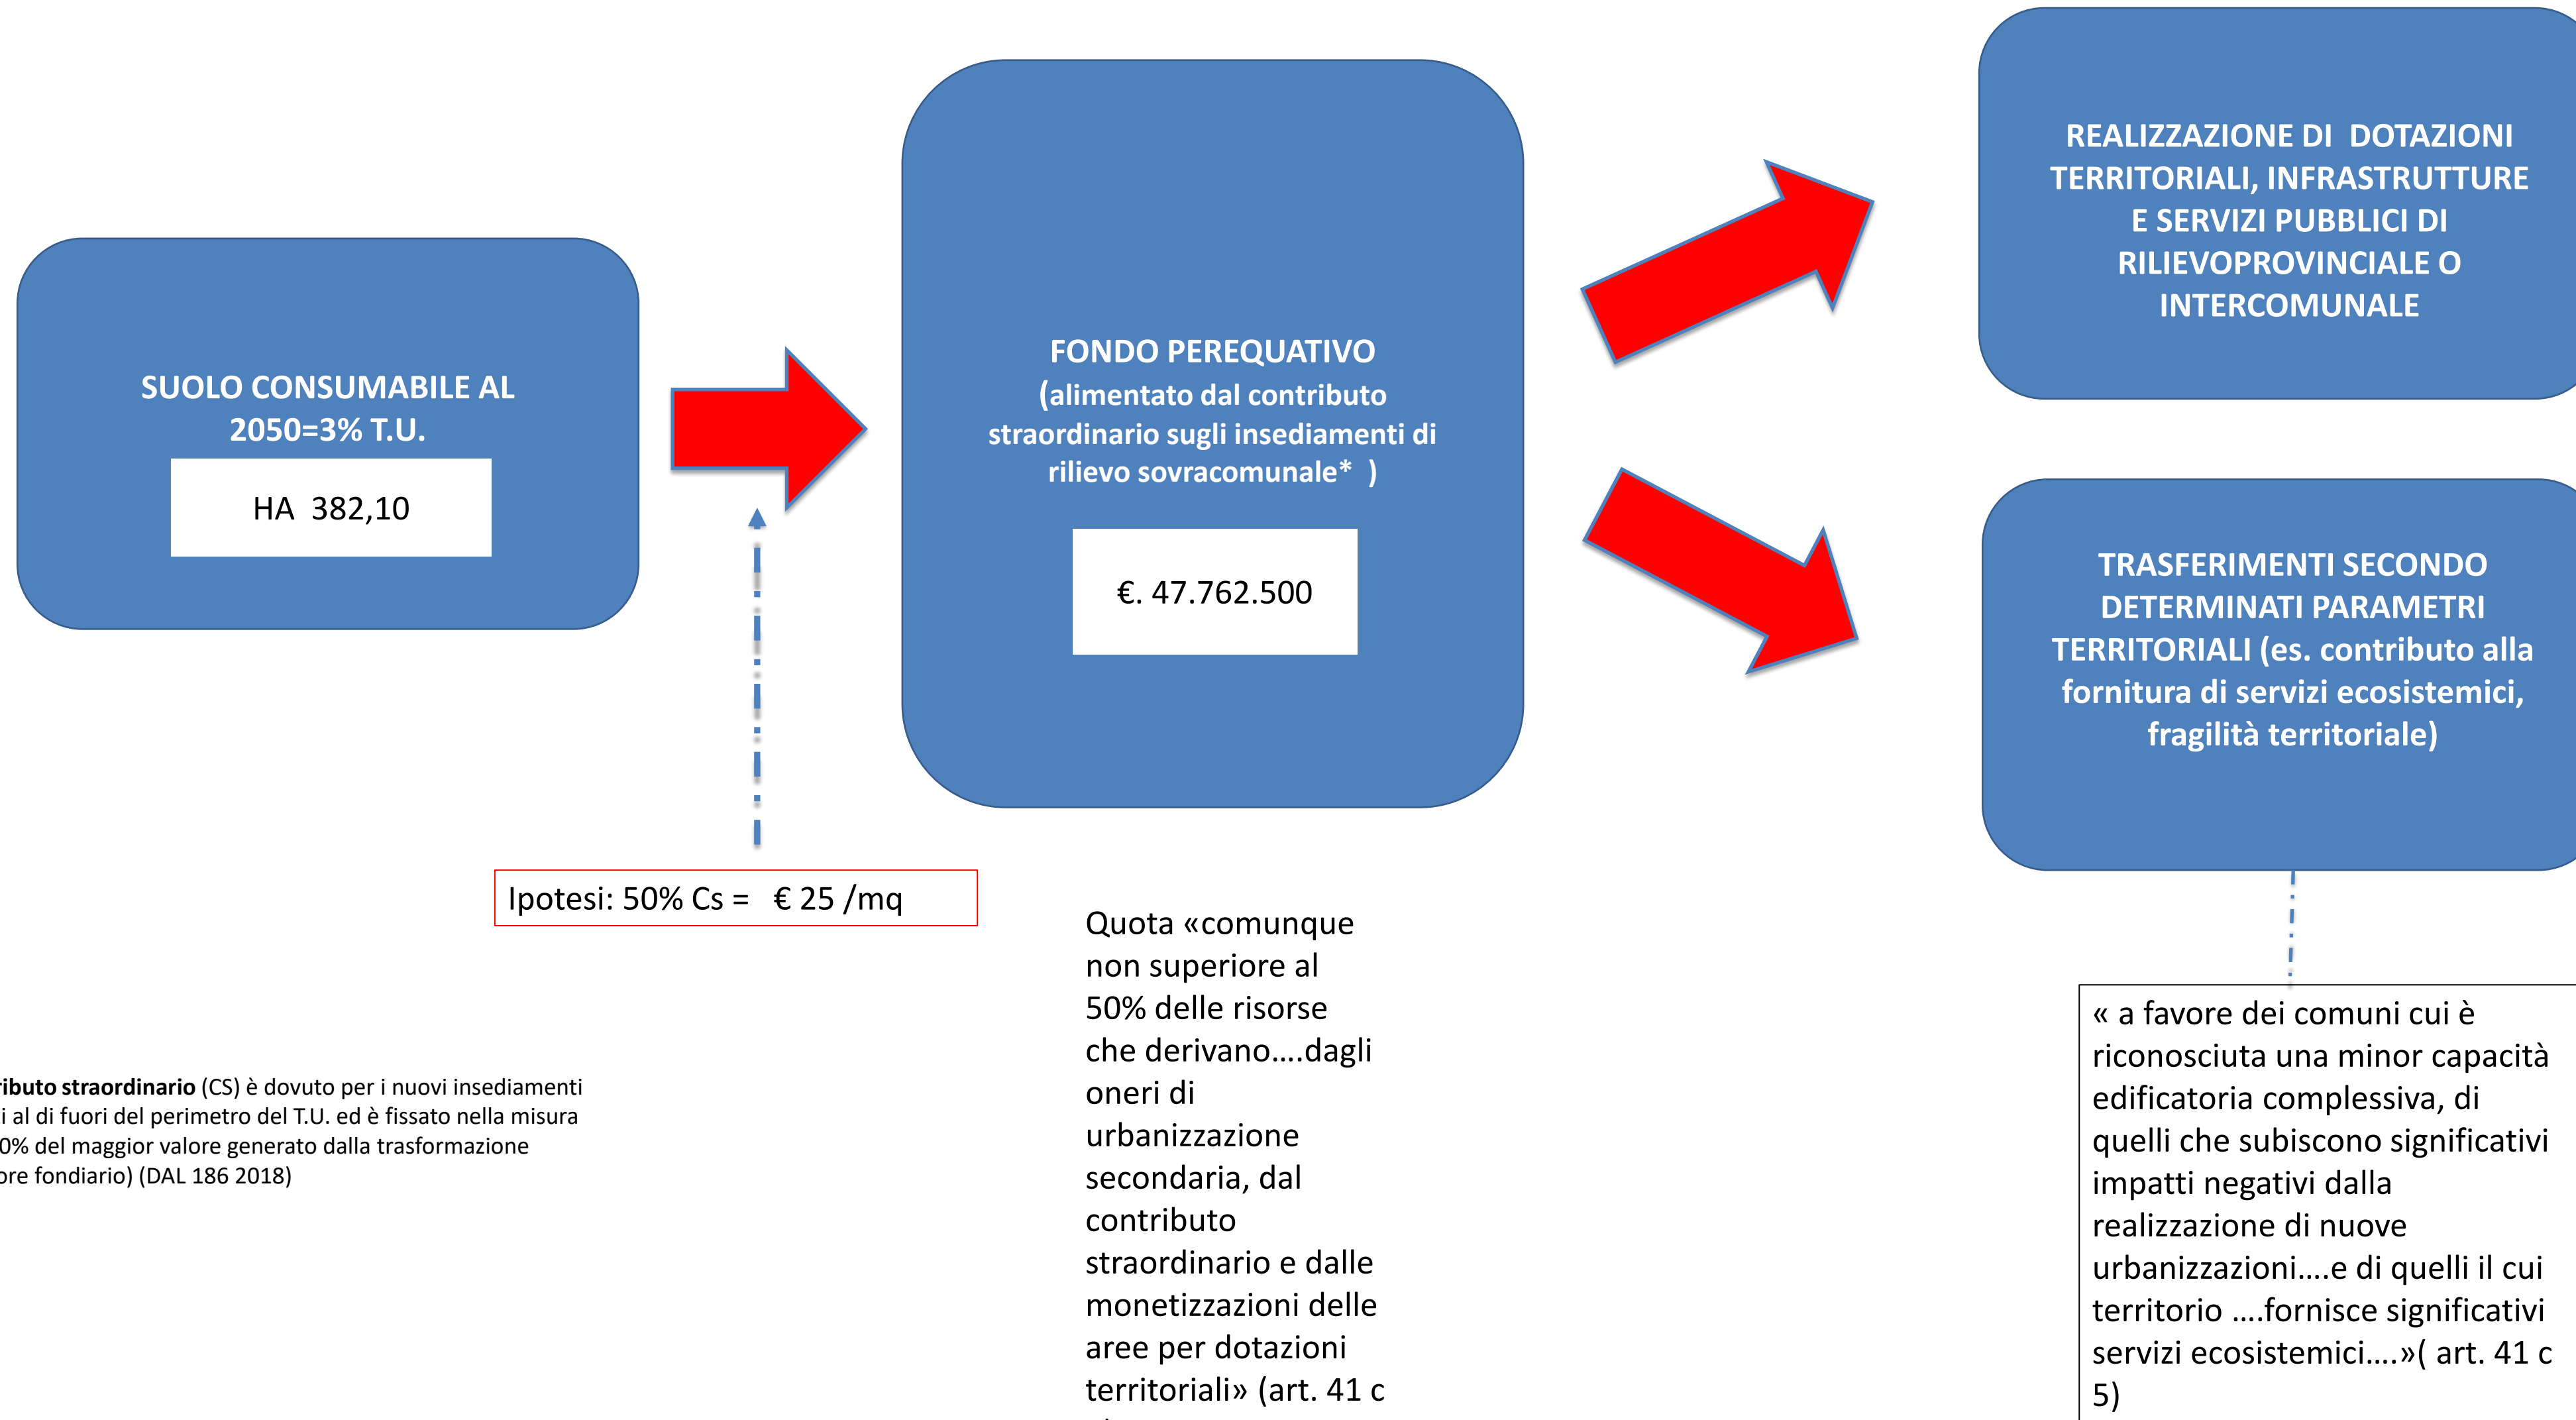 SUOLO CONSUMABILE AL
2050=3% T.U.
HA 382,10
FONDO PEREQUATIVO
(alimentato dal contributo
straordinario sugli insediamenti di
rilievo sovracomunale* )
€. 47.762.500
REALIZZAZIONE DI DOTAZIONI
TERRITORIALI, INFRASTRUTTURE
E SERVIZI PUBBLICI DI
RILIEVOPROVINCIALE O
INTERCOMUNALE
TRASFERIMENTI SECONDO
DETERMINATI PARAMETRI
TERRITORIALI (es. contributo alla
fornitura di servizi ecosistemici,
fragilità territoriale)
Ipotesi: 50% Cs = € 25 /mq
Quota «comunque
non superiore al
50% delle risorse
che derivano....dagli
oneri di
urbanizzazione
secondaria, dal
contributo
straordinario e dalle
monetizzazioni delle
aree per dotazioni
territoriali» (art. 41 c
« a favore dei comuni cui è
riconosciuta una minor capacità
edificatoria complessiva, di
quelli che subiscono significativi
impatti negativi dalla
realizzazione di nuove
urbanizzazioni....e di quelli il cui
territorio ....fornisce significativi
servizi ecosistemici....»( art. 41 c
5)
straordinario (CS) è dovuto per i nuovi insediamenti
al di fuori del perimetro del T.U. ed è fissato nella misura
del maggior valore generato dalla trasformazione
fondiario) (DAL 186 2018)